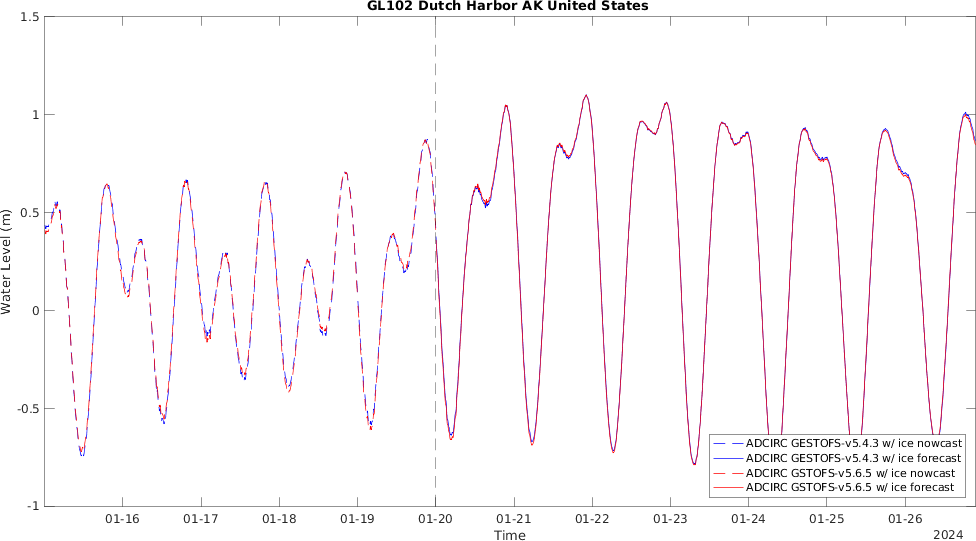 GL102 Dutch Harbor AK United States
1.5
1
0.5
0
-0.5
-1
Water Level (m)
ADCIRC GESTOFS-v5.4.3 w/ ice nowcast
ADCIRC GESTOFS-v5.4.3 w/ ice forecast
ADCIRC GSTOFS-v5.6.5 w/ ice nowcast
ADCIRC GSTOFS-v5.6.5 w/ ice forecast
01-16 01-17 01-18 01-19 01-20 01-21 01-22 01-23 01-24 01-25 01-26
Time
2024